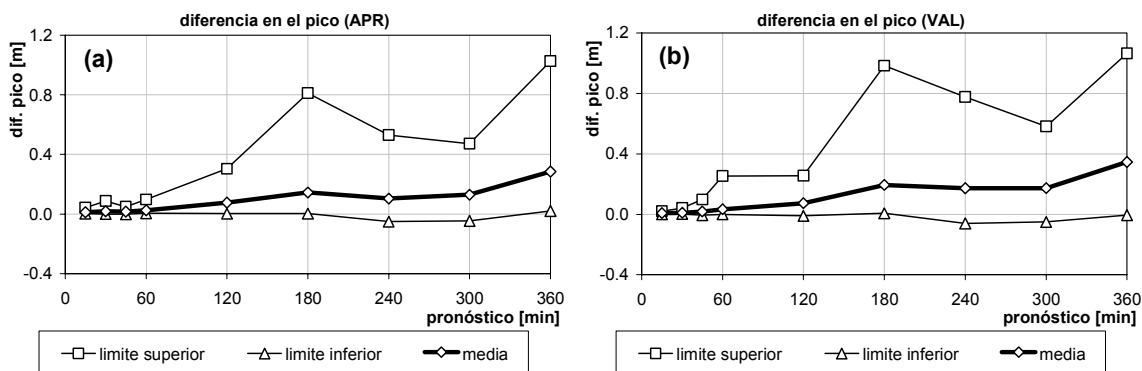 diferencia en el pico (APR)
(a)
dif. pico [m]
1.2
0.8
0.4
0.0
-0.4
0 60 120 180 240 300 360
pronóstico [min]
limite superior limite inferior media
diferencia en el pico (VAL)
(b)
dif. pico [m]
1.2
0.8
0.4
0.0
-0.4
0 60 120 180 240 300 360
pronóstico [min]
limite superior limite inferior media